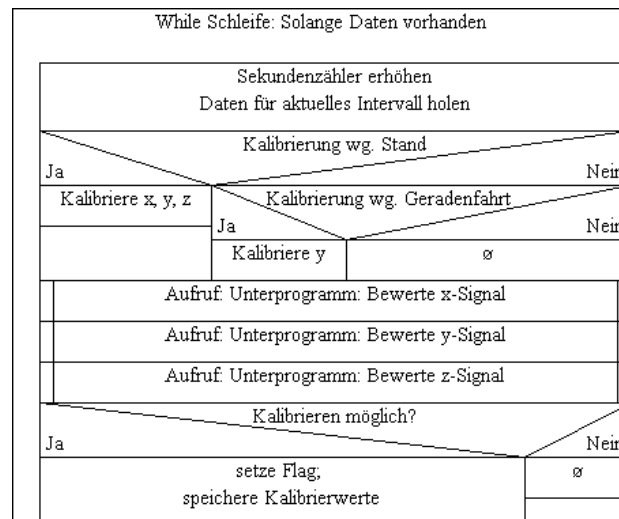 While Schleife: Solange Daten vorhanden
Sekundenzähler erhöhen
Daten für aktuelles Intervall holen
Kalibrierung wg. Stand
Ja
Nein
Kalibriere x, y, z
Kalibrierung wg. Geradenfahrt
Ja
Nein
Kalibriere y
ø
Aufruf: Unterprogramm: Bewerte x-Signal
Aufruf: Unterprogramm: Bewerte y-Signal
Aufruf: Unterprogramm: Bewerte z-Signal
Kalibrieren möglich?
Ja
Nein
setze Flag;
ø
speichere Kalibrierwerte